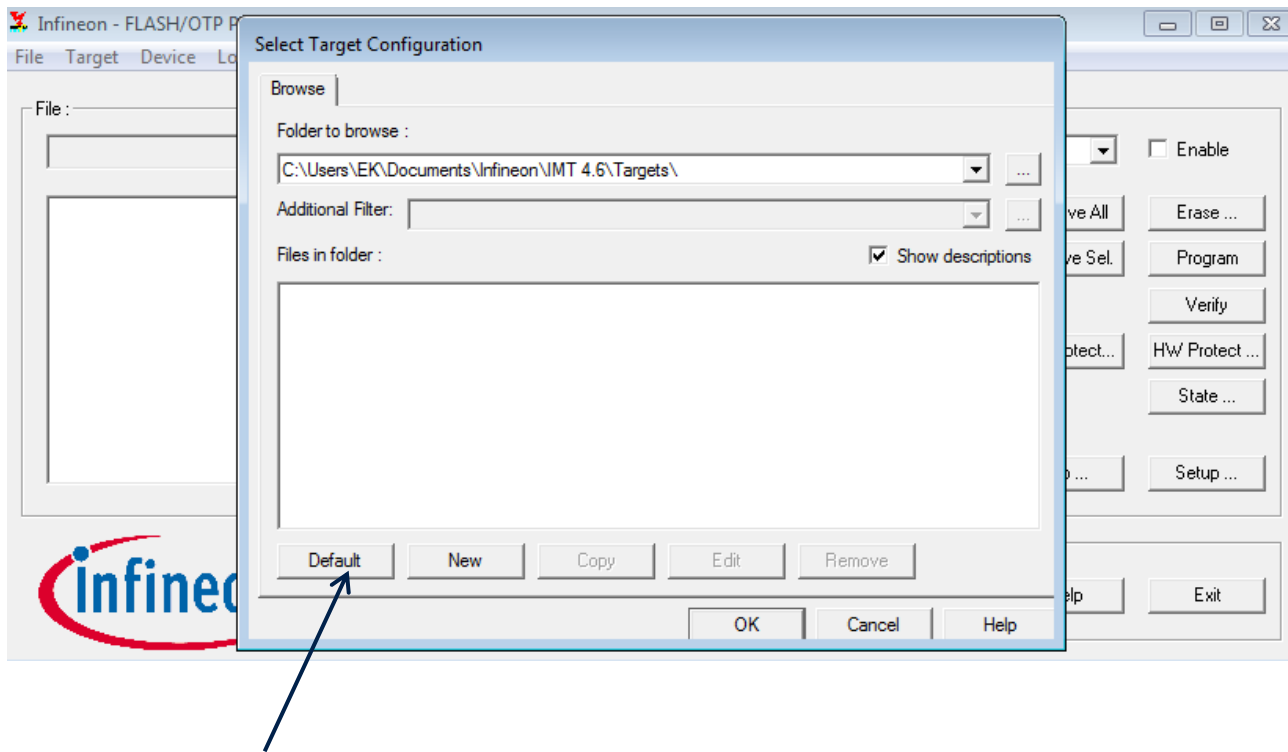 Infineon - FLASH/OTP P
Select Target Configuration
File Target Device Lo
Browse
File :
Folder to browse :
C:\Users\EK\Documents\Infineon\IMT 4.6\Targets\
...
Enable
Additional Filter:
...
ve All
Erase ...
Files in folder :
Show descriptions
ve Sel.
Program
Verify
otect...
HW Protect ...
State ...
...
Setup ...
Default
New
Copy
Edit
Remove
infineo
elp
Exit
OK
Cancel
Help